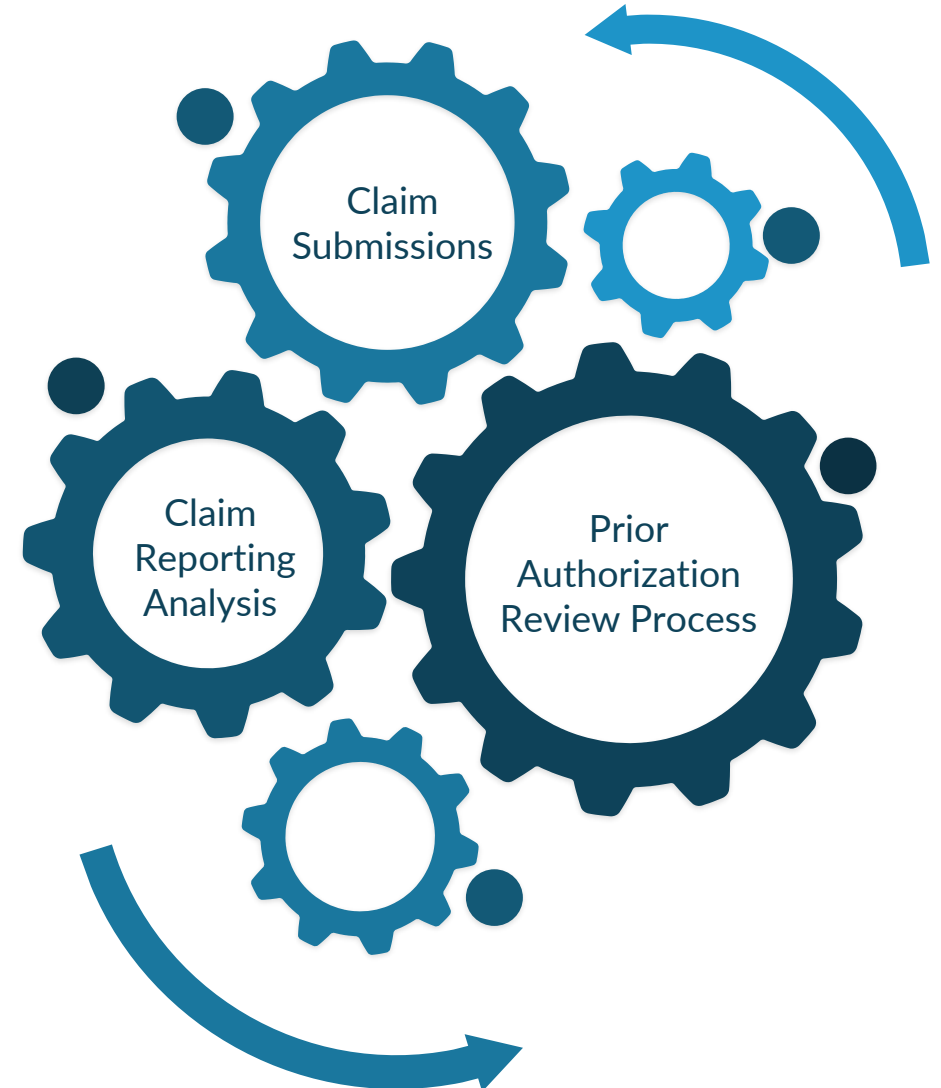 Claim
Submissions
Claim
Reporting
Analysis
Prior
Authorization
Review Process